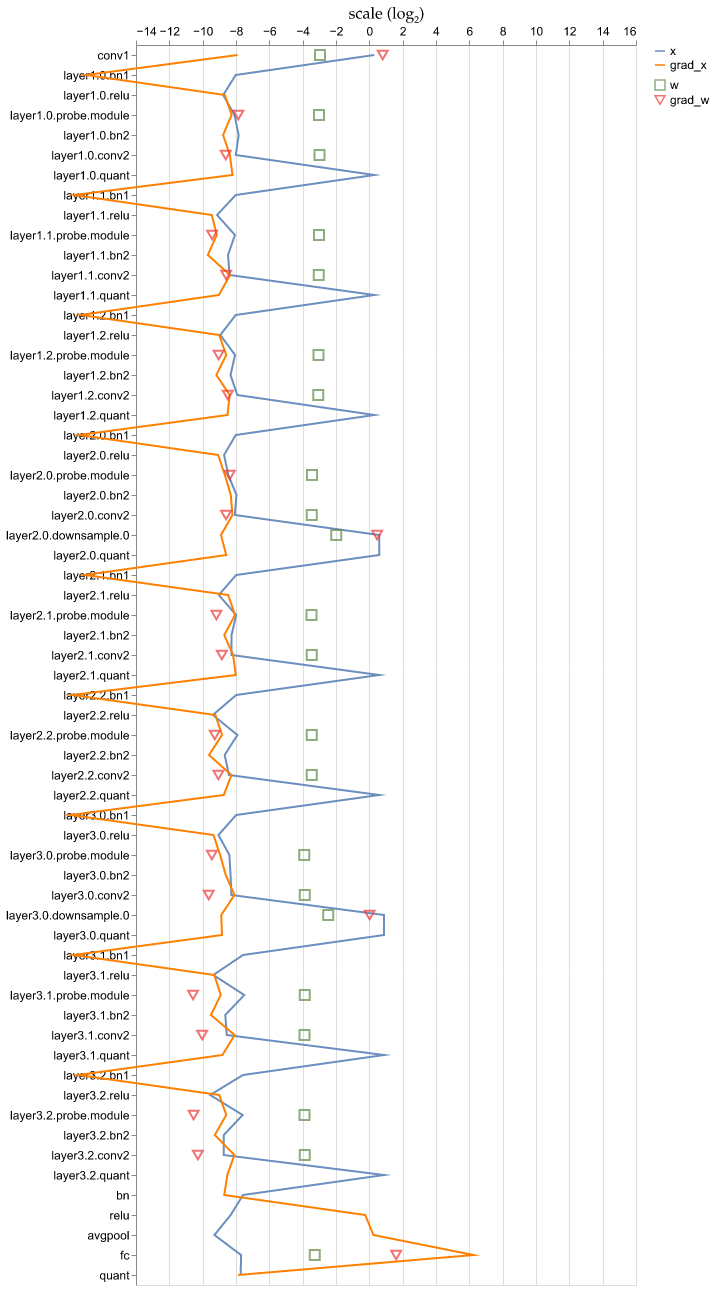 scale (log₂)
−14 −12 −10 −8 −6 −4 −2 0 2 4 6 8 10 12 14 16
x
grad_x
w
grad_w
conv1
layer1.0.bn1
layer1.0.relu
layer1.0.probe.module
layer1.0.bn2
layer1.0.conv2
layer1.0.quant
layer1.1.bn1
layer1.1.relu
layer1.1.probe.module
layer1.1.bn2
layer1.1.conv2
layer1.1.quant
layer1.2.bn1
layer1.2.relu
layer1.2.probe.module
layer1.2.bn2
layer1.2.conv2
layer1.2.quant
layer2.0.bn1
layer2.0.relu
layer2.0.probe.module
layer2.0.bn2
layer2.0.conv2
layer2.0.downsample.0
layer2.0.quant
layer2.1.bn1
layer2.1.relu
layer2.1.probe.module
layer2.1.bn2
layer2.1.conv2
layer2.1.quant
layer2.2.bn1
layer2.2.relu
layer2.2.probe.module
layer2.2.bn2
layer2.2.conv2
layer2.2.quant
layer3.0.bn1
layer3.0.relu
layer3.0.probe.module
layer3.0.bn2
layer3.0.conv2
layer3.0.downsample.0
layer3.0.quant
layer3.1.bn1
layer3.1.relu
layer3.1.probe.module
layer3.1.bn2
layer3.1.conv2
layer3.1.quant
layer3.2.bn1
layer3.2.relu
layer3.2.probe.module
layer3.2.bn2
layer3.2.conv2
layer3.2.quant
bn
relu
avgpool
fc
quant